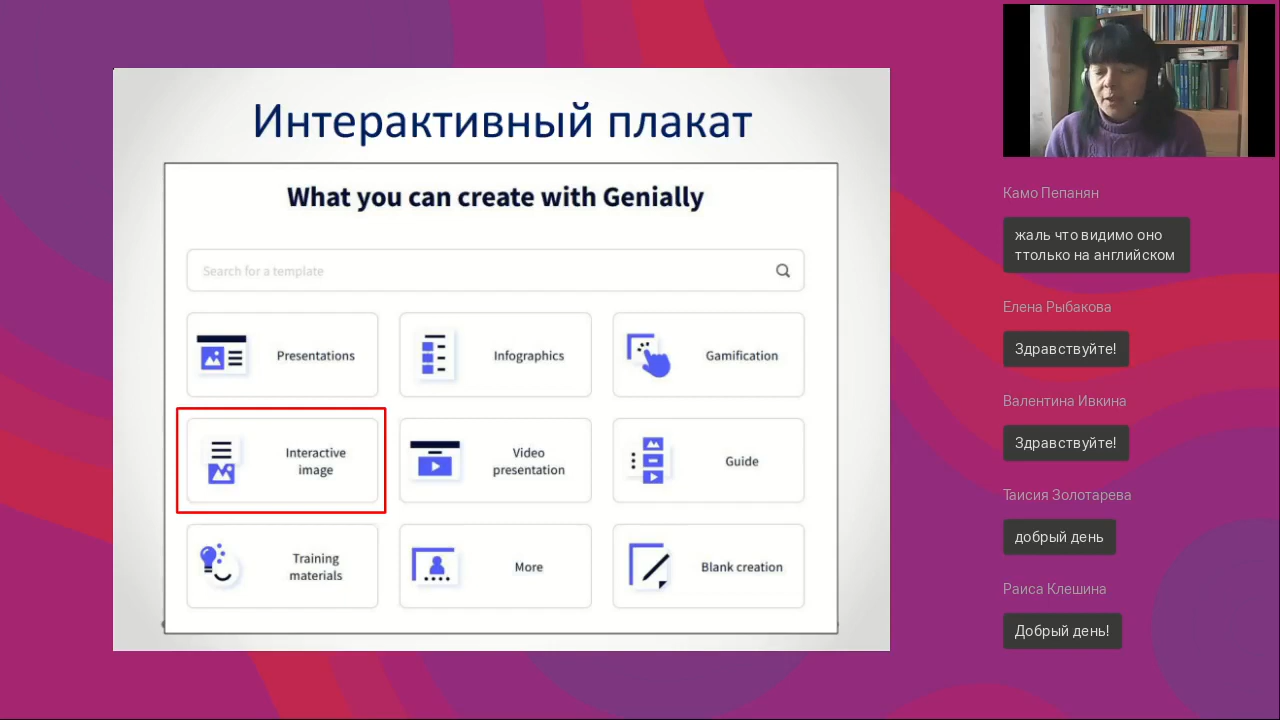 Интерактивный плакат
What you can create with Genially
Search for a template
Presentations
Infographics
Gamification
Interactive
image
Video
presentation
Guide
Training
materials
More
Blank creation
Камо Пепанян
жаль что видимо оно
ттолько на английском
Елена Рыбакова
Здравствуйте!
Валентина Ивкина
Здравствуйте!
Таисия Золотарева
добрый день
Раиса Клешина
Добрый день!